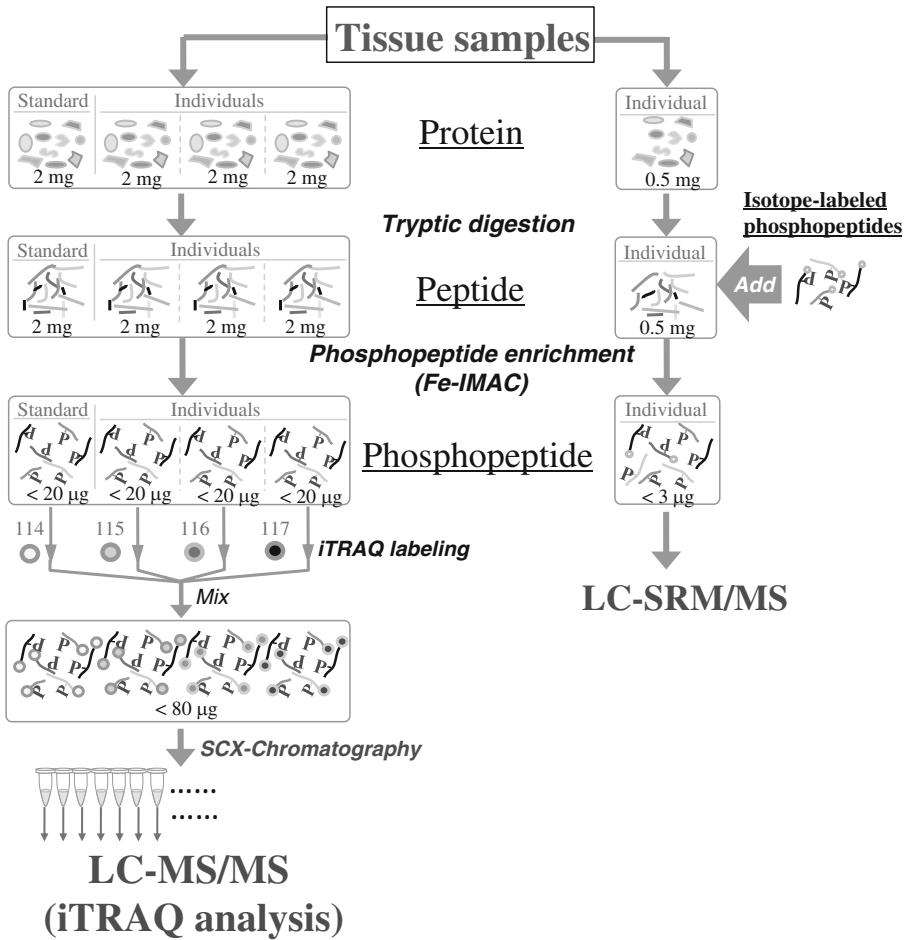 Tissue samples
Standard Individuals
2 mg 2 mg 2 mg 2 mg
Protein
Individual
0.5 mg
Tryptic digestion
Isotope-labeled
phosphopeptides
Standard Individuals
2 mg 2 mg 2 mg 2 mg
Peptide
Individual
0.5 mg
Add
P P P P
Phosphopeptide enrichment
(Fe-IMAC)
Standard Individuals
P P P P P P P P P P P P P P P P P P P P P P P P
< 20 µg < 20 µg < 20 µg < 20 µg
Phosphopeptide
Individual
P P P P P P
< 3 µg
114 115 116 117
iTRAQ labeling
Mix
LC-SRM/MS
P P P P P P P P P P P P P P P P P P P P P P P P
< 80 µg
SCX-Chromatography
......
......
LC-MS/MS
(iTRAQ analysis)